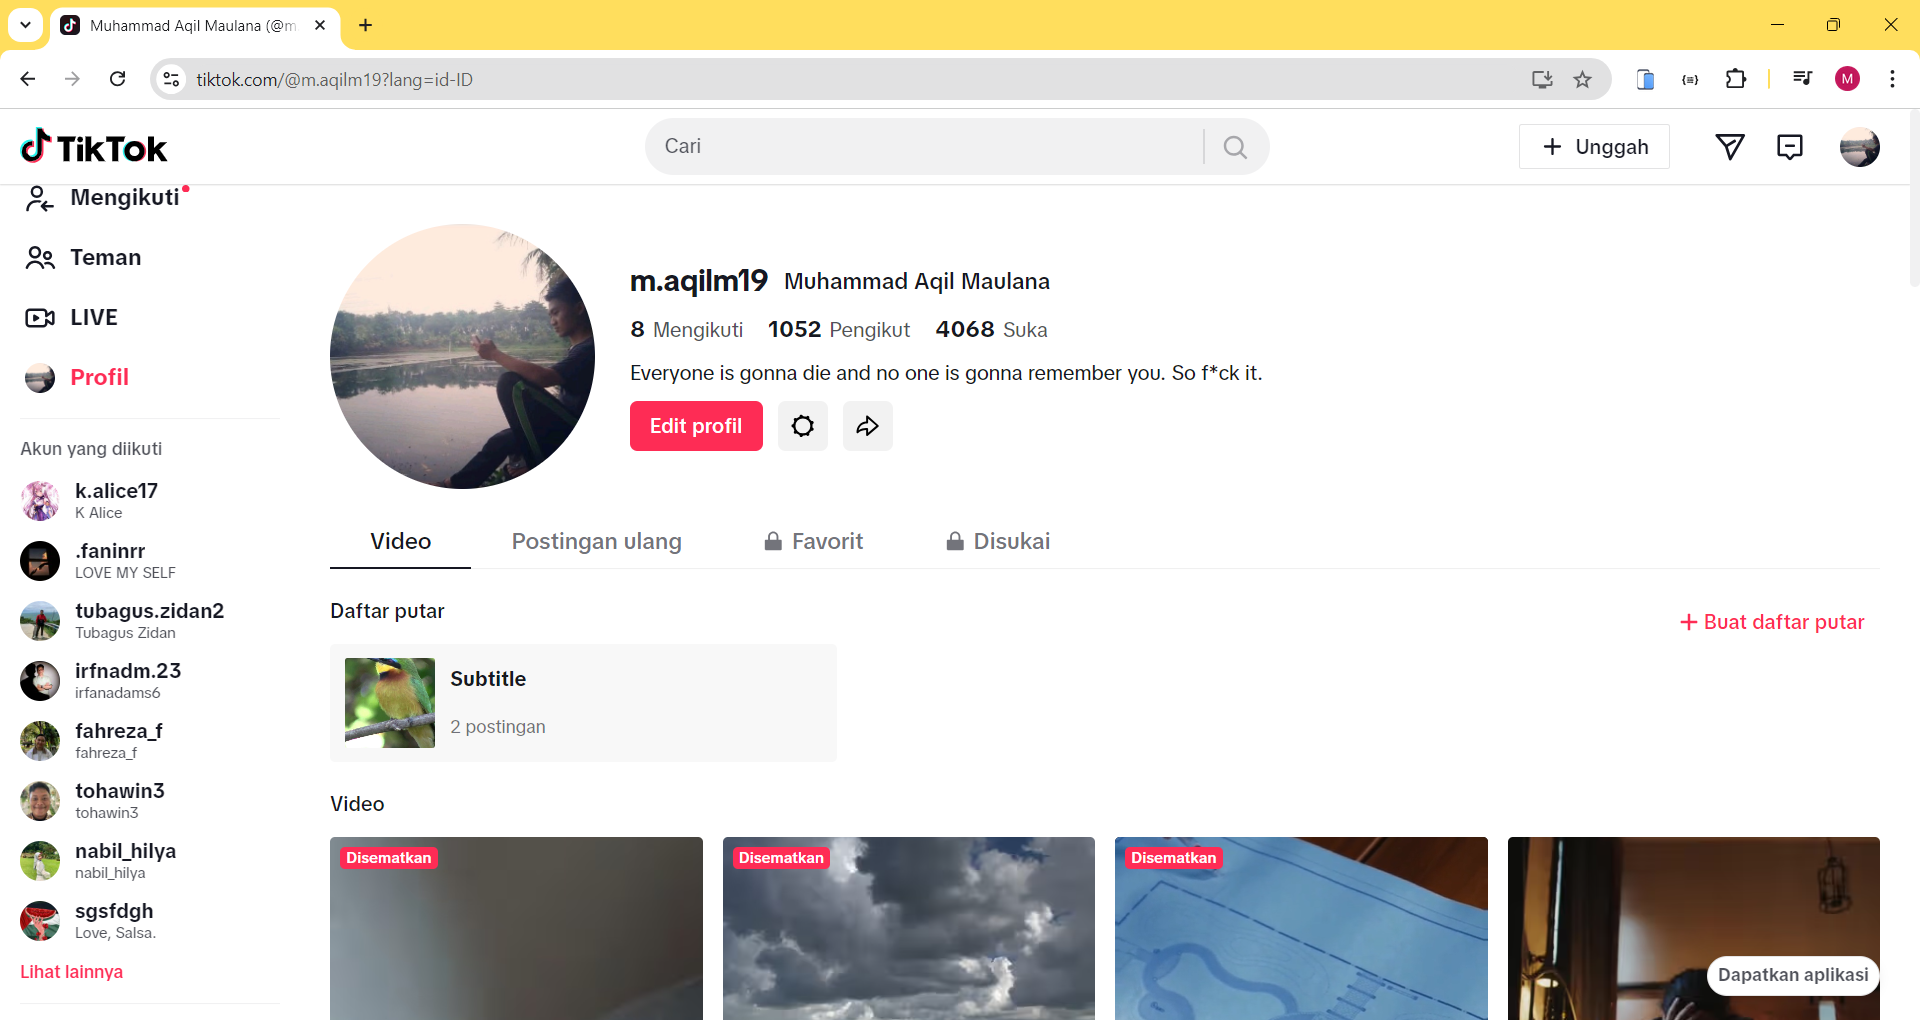 Muhammad Aqil Maulana (@m
tiktok.com/@m.aqilm19?lang=id-ID
M
TikTok
Cari
Unggah
Mengikuti
Teman
LIVE
Profil
Akun yang diikuti
k.alice17
K Alice
.faninrr
LOVE MY SELF
tubagus.zidan2
Tubagus Zidan
irfnadm.23
irfanadams6
fahreza_f
fahreza_f
tohawin3
tohawin3
nabil_hilya
nabil_hilya
sgsfdgh
Love, Salsa.
Lihat lainnya
m.aqilm19 Muhammad Aqil Maulana
8 Mengikuti 1052 Pengikut 4068 Suka
Everyone is gonna die and no one is gonna remember you. So f*ck it.
Edit profil
Video Postingan ulang Favorit Disukai
Daftar putar
+ Buat daftar putar
Subtitle
2 postingan
Video
Disematkan
Disematkan
Disematkan
Dapatkan aplikasi